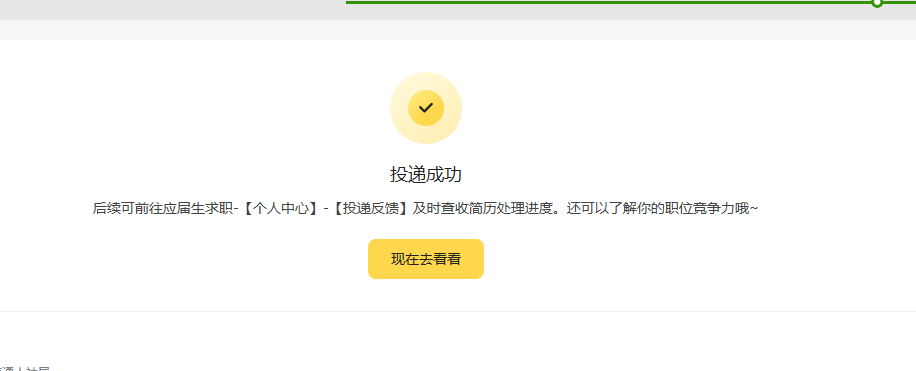 投递成功
后续可前往应届生求职-【个人中心】-【投递反馈】及时查收简历处理进度。还可以了解你的职位竞争力哦~
现在去看看